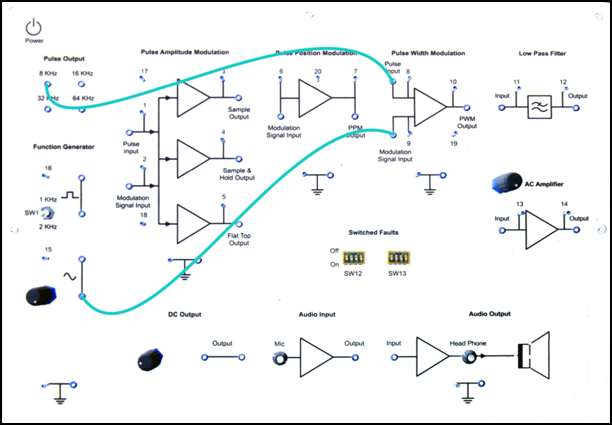 Power
Pulse Output
8 KHz 16 KHz
32 KHz 64 KHz
Function Generator
16
1 KHz
SW1
2 KHz
15
Pulse Amplitude Modulation
17
3
1
Sample
Output
Pulse
Input
4
2
Sample &
Hold Output
Modulation
Signal Input
18
5
Flat Top
Output
Pulse Position Modulation
6 20 7
Modulation
Signal Input
PPM
Output
Pulse Width Modulation
Pulse
Input
8
10
PWM
Output
Modulation
Signal Input
9
19
Low Pass Filter
11 12
Input Output
AC Amplifier
13 14
Input Output
Switched Faults
Off
On
SW12 SW13
DC Output
Output
Audio Input
Mic Output
Audio Output
Input Head Phone